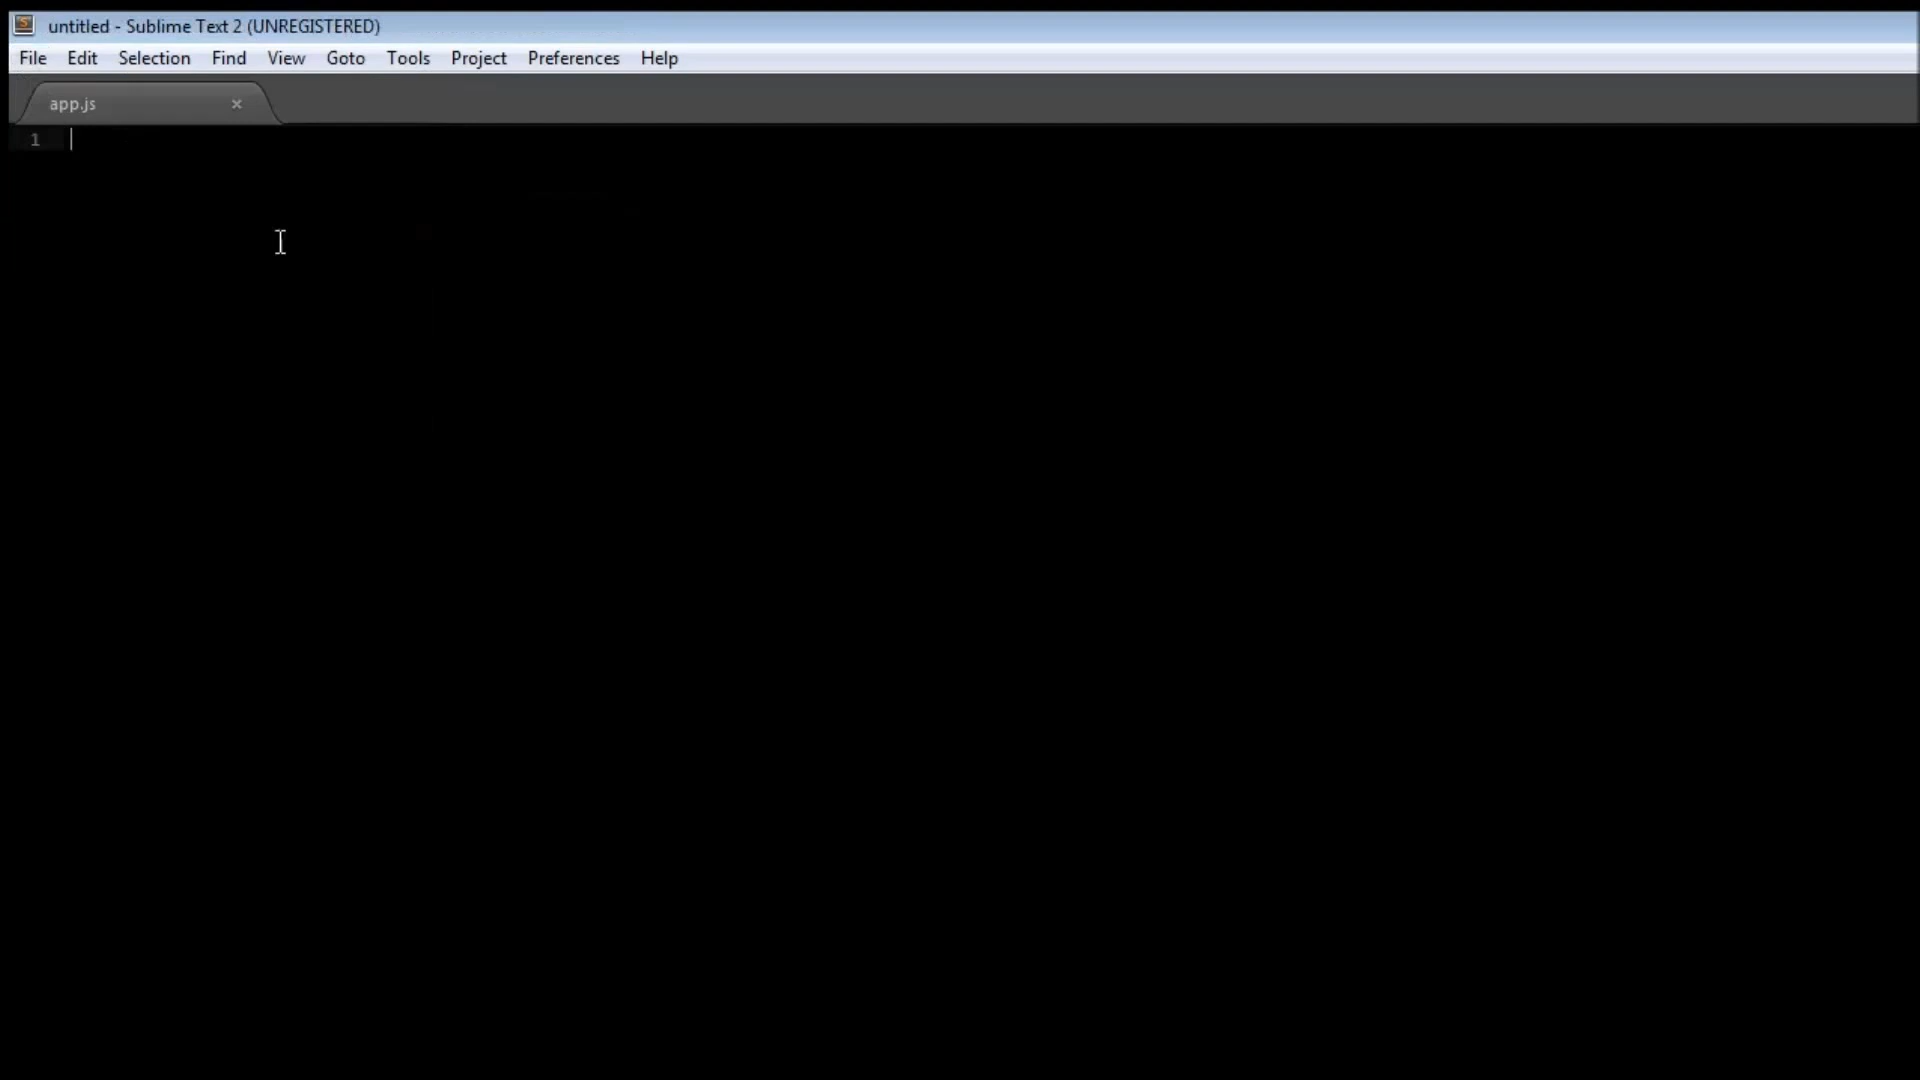 untitled - Sublime Text 2 (UNREGISTERED)
File Edit Selection Find View Goto Tools Project Preferences Help
app.js ×
1